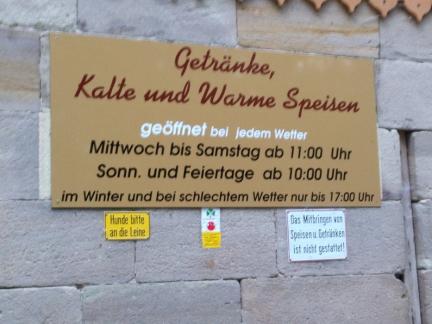 Getränke,
Kalte und Warme Speisen
geöffnet bei jedem Wetter
Mittwoch bis Samstag ab 11:00 Uhr
Sonn. und Feiertage ab 10:00 Uhr
im Winter und bei schlechtem Wetter nur bis 17:00 Uhr
Hunde bitte
an die Leine
Das Mitbringen von
Speisen u. Getränken
ist nicht gestattet!